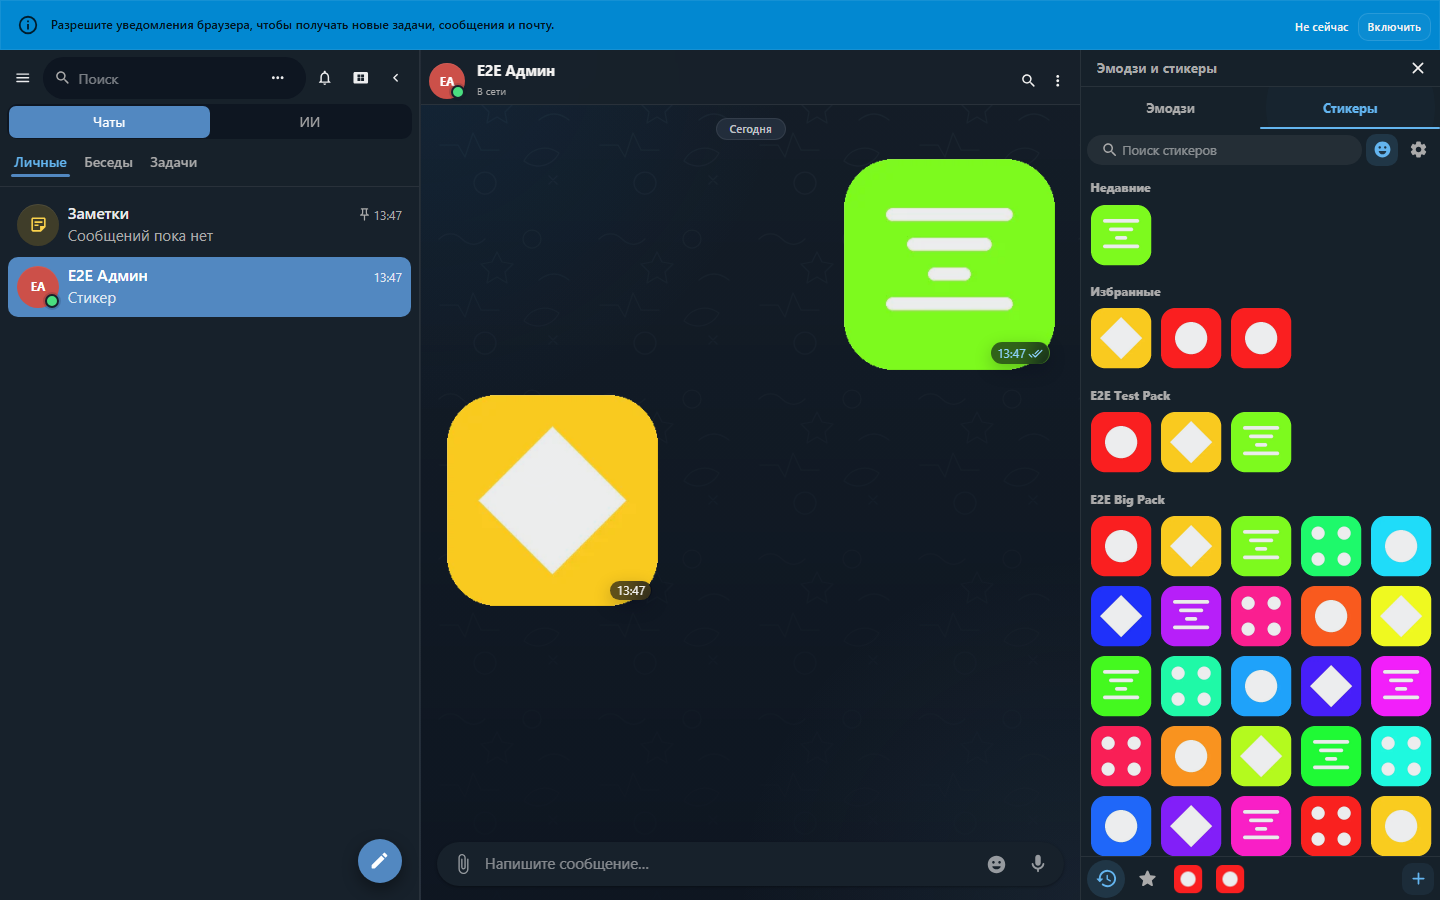 Разрешите уведомления браузера, чтобы получать новые задачи, сообщения и почту.
Не сейчас
Включить
Поиск
Чаты
ИИ
Личные
Беседы
Задачи
Заметки
13:47
Сообщений пока нет
EA
E2E Админ
13:47
Стикер
EA
E2E Админ
В сети
Сегодня
13:47
13:47
Напишите сообщение...
Эмодзи и стикеры
Эмодзи
Стикеры
Поиск стикеров
Недавние
Избранные
E2E Test Pack
E2E Big Pack